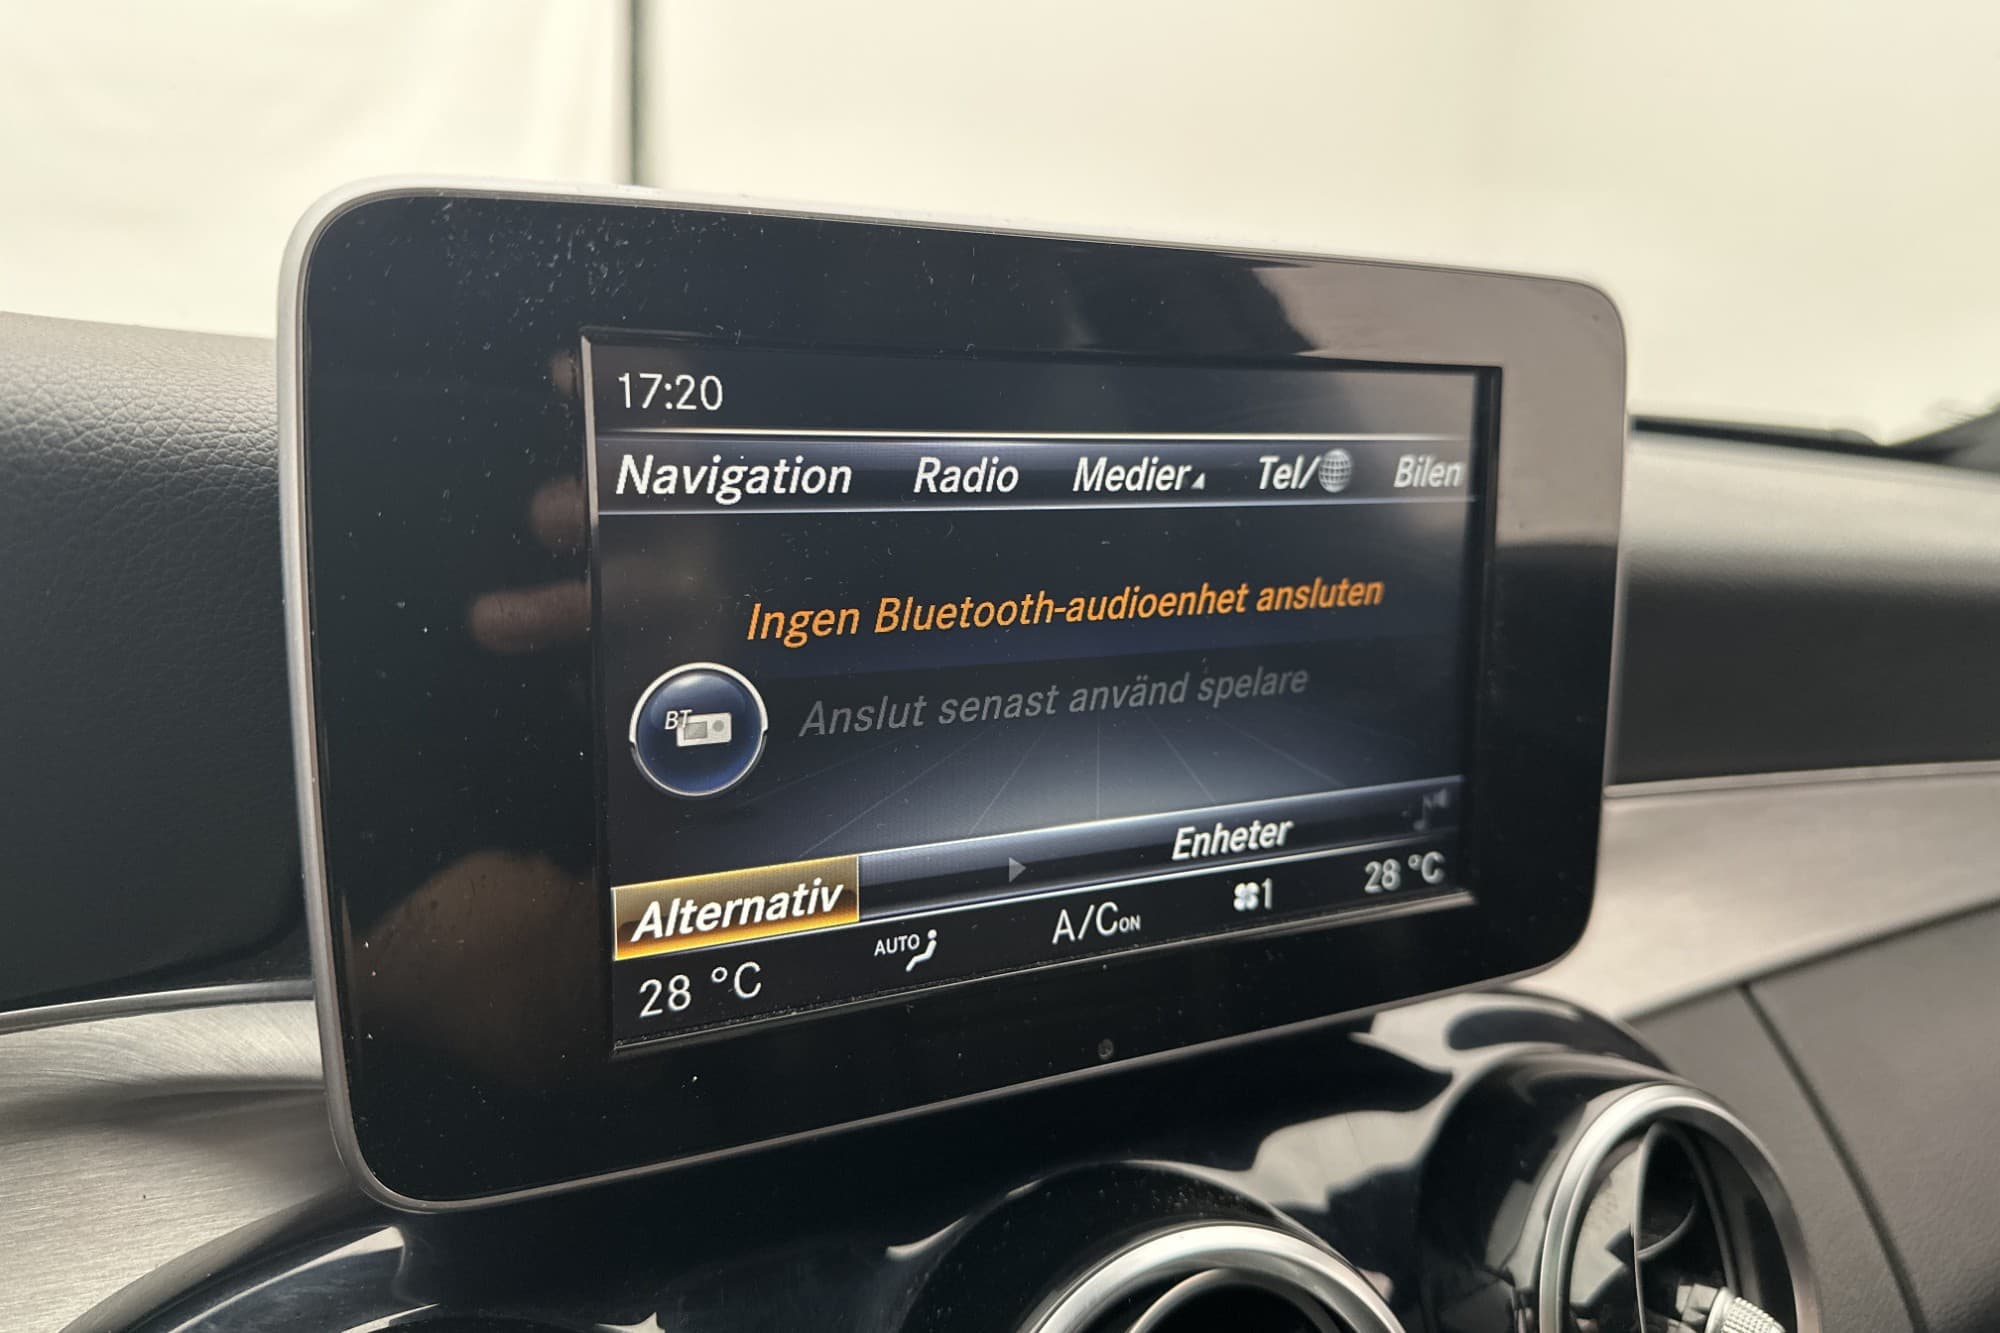 17:20
Navigation Radio Medier Tel/ Bilen
Ingen Bluetooth-audioenhet ansluten
BT
Anslut senast använd spelare
Alternativ Enheter
28 °C AUTO A/C ON 1 28 °C